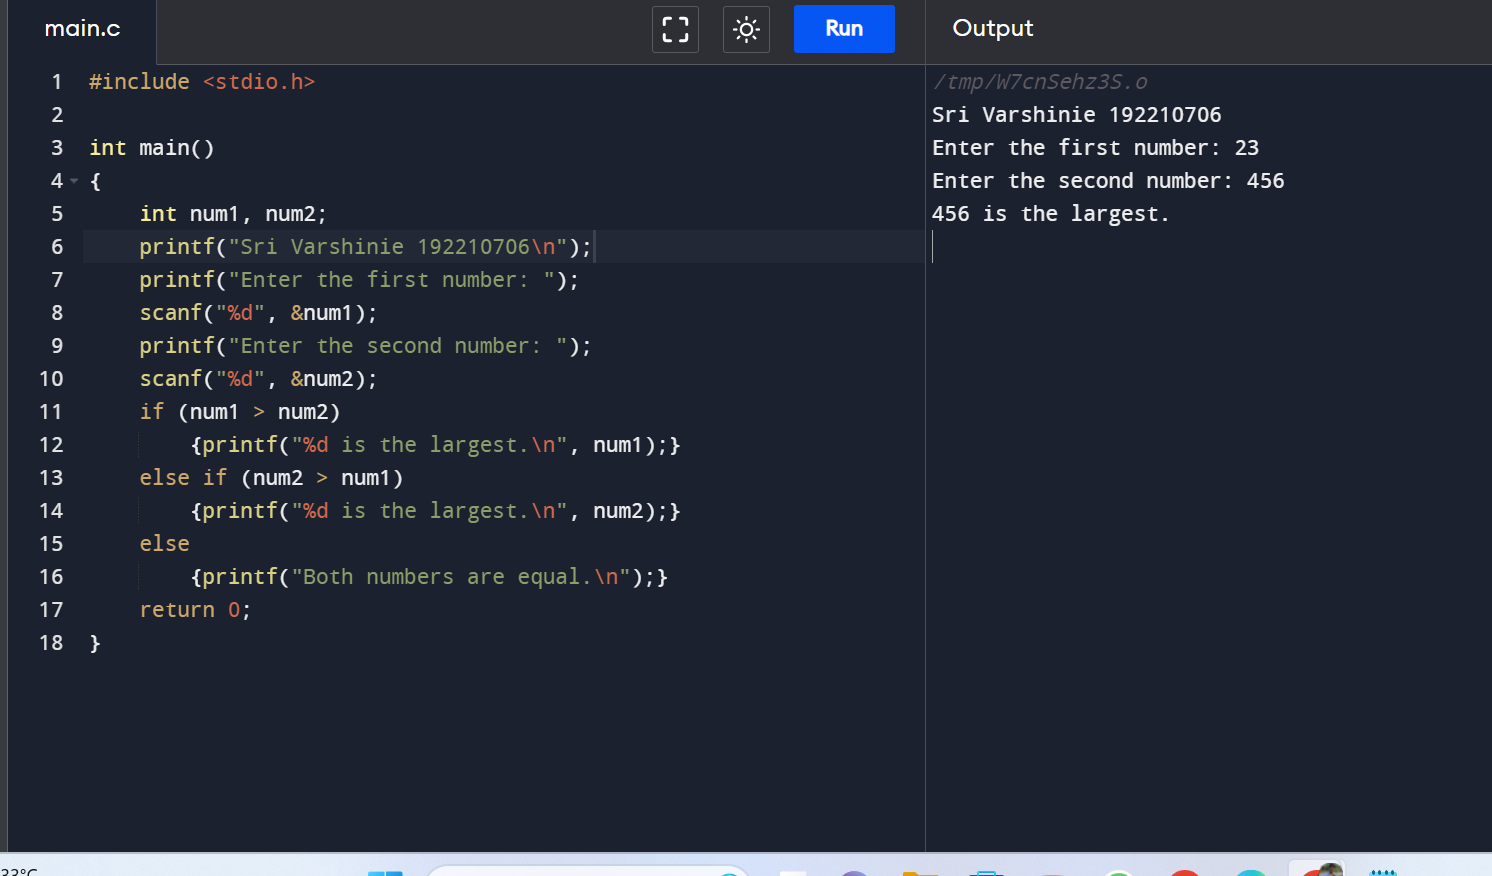 main.c
Run
Output
1 #include <stdio.h>
2
3 int main()
4 {
5     int num1, num2;
6     printf("Sri Varshinie 192210706\n");
7     printf("Enter the first number: ");
8     scanf("%d", &num1);
9     printf("Enter the second number: ");
10     scanf("%d", &num2);
11     if (num1 > num2)
12         {printf("%d is the largest.\n", num1);}
13     else if (num2 > num1)
14         {printf("%d is the largest.\n", num2);}
15     else
16         {printf("Both numbers are equal.\n");}
17     return 0;
18 }
/tmp/W7cnSehz3S.o
Sri Varshinie 192210706
Enter the first number: 23
Enter the second number: 456
456 is the largest.
33°C